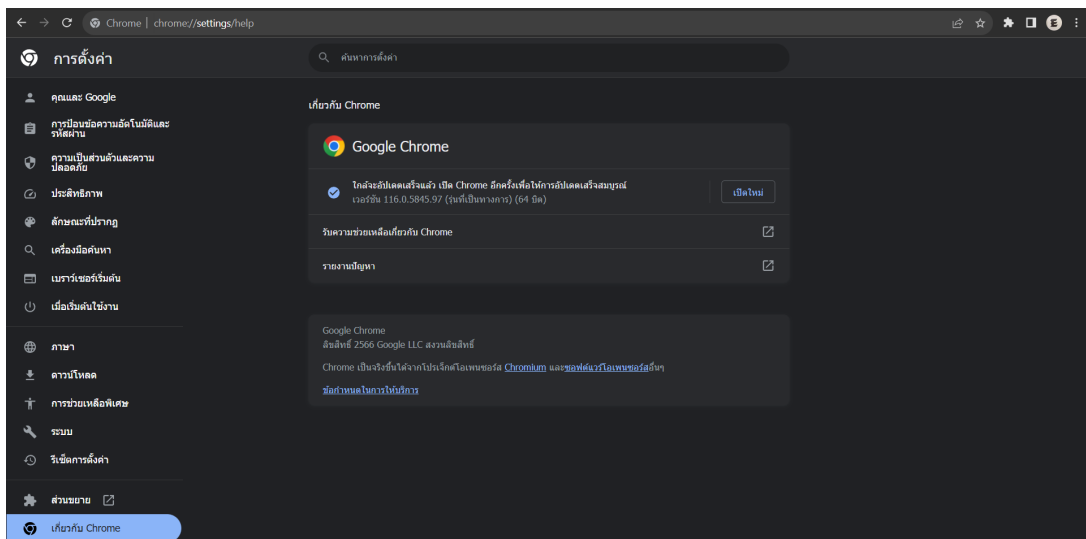 Chrome | chrome://settings/help
E
การตั้งค่า
ค้นหาการตั้งค่า
คุณและ Google
การป้อนข้อความอัตโนมัติและ
รหัสผ่าน
ความเป็นส่วนตัวและความ
ปลอดภัย
ประสิทธิภาพ
ลักษณะที่ปรากฏ
เครื่องมือค้นหา
เบราว์เซอร์เริ่มต้น
เมื่อเริ่มต้นใช้งาน
ภาษา
ดาวน์โหลด
การช่วยเหลือพิเศษ
ระบบ
รีเซ็ตการตั้งค่า
ส่วนขยาย
เกี่ยวกับ Chrome
เกี่ยวกับ Chrome
Google Chrome
ใกล้จะอัปเดตเสร็จแล้ว เปิด Chrome อีกครั้งเพื่อให้การอัปเดตเสร็จสมบูรณ์
เวอร์ชัน 116.0.5845.97 (รุ่นที่เป็นทางการ) (64 บิต)
เปิดใหม่
รับความช่วยเหลือเกี่ยวกับ Chrome
รายงานปัญหา
Google Chrome
ลิขสิทธิ์ 2566 Google LLC สงวนลิขสิทธิ์
Chrome เป็นจริงขึ้นได้จากโปรเจ็กต์โอเพนซอร์ส Chromium และซอฟต์แวร์โอเพนซอร์สอื่นๆ
ข้อกำหนดในการให้บริการ